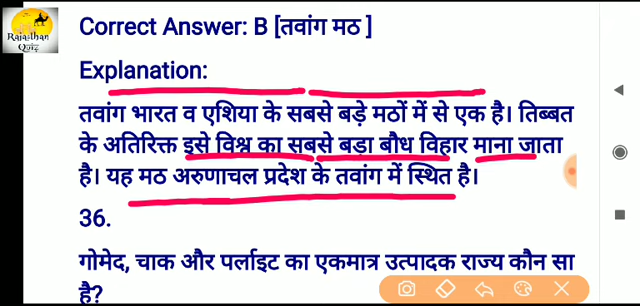 Rajasthan
Quiz
Correct Answer: B [तवांग मठ ]
Explanation:
तवांग भारत व एशिया के सबसे बड़े मठों में से एक है। तिब्बत
के अतिरिक्त इसे विश्व का सबसे बड़ा बौध विहार माना जाता
है। यह मठ अरुणाचल प्रदेश के तवांग में स्थित है।
36.
गोमेद, चाक और पर्लाइट का एकमात्र उत्पादक राज्य कौन सा
है?